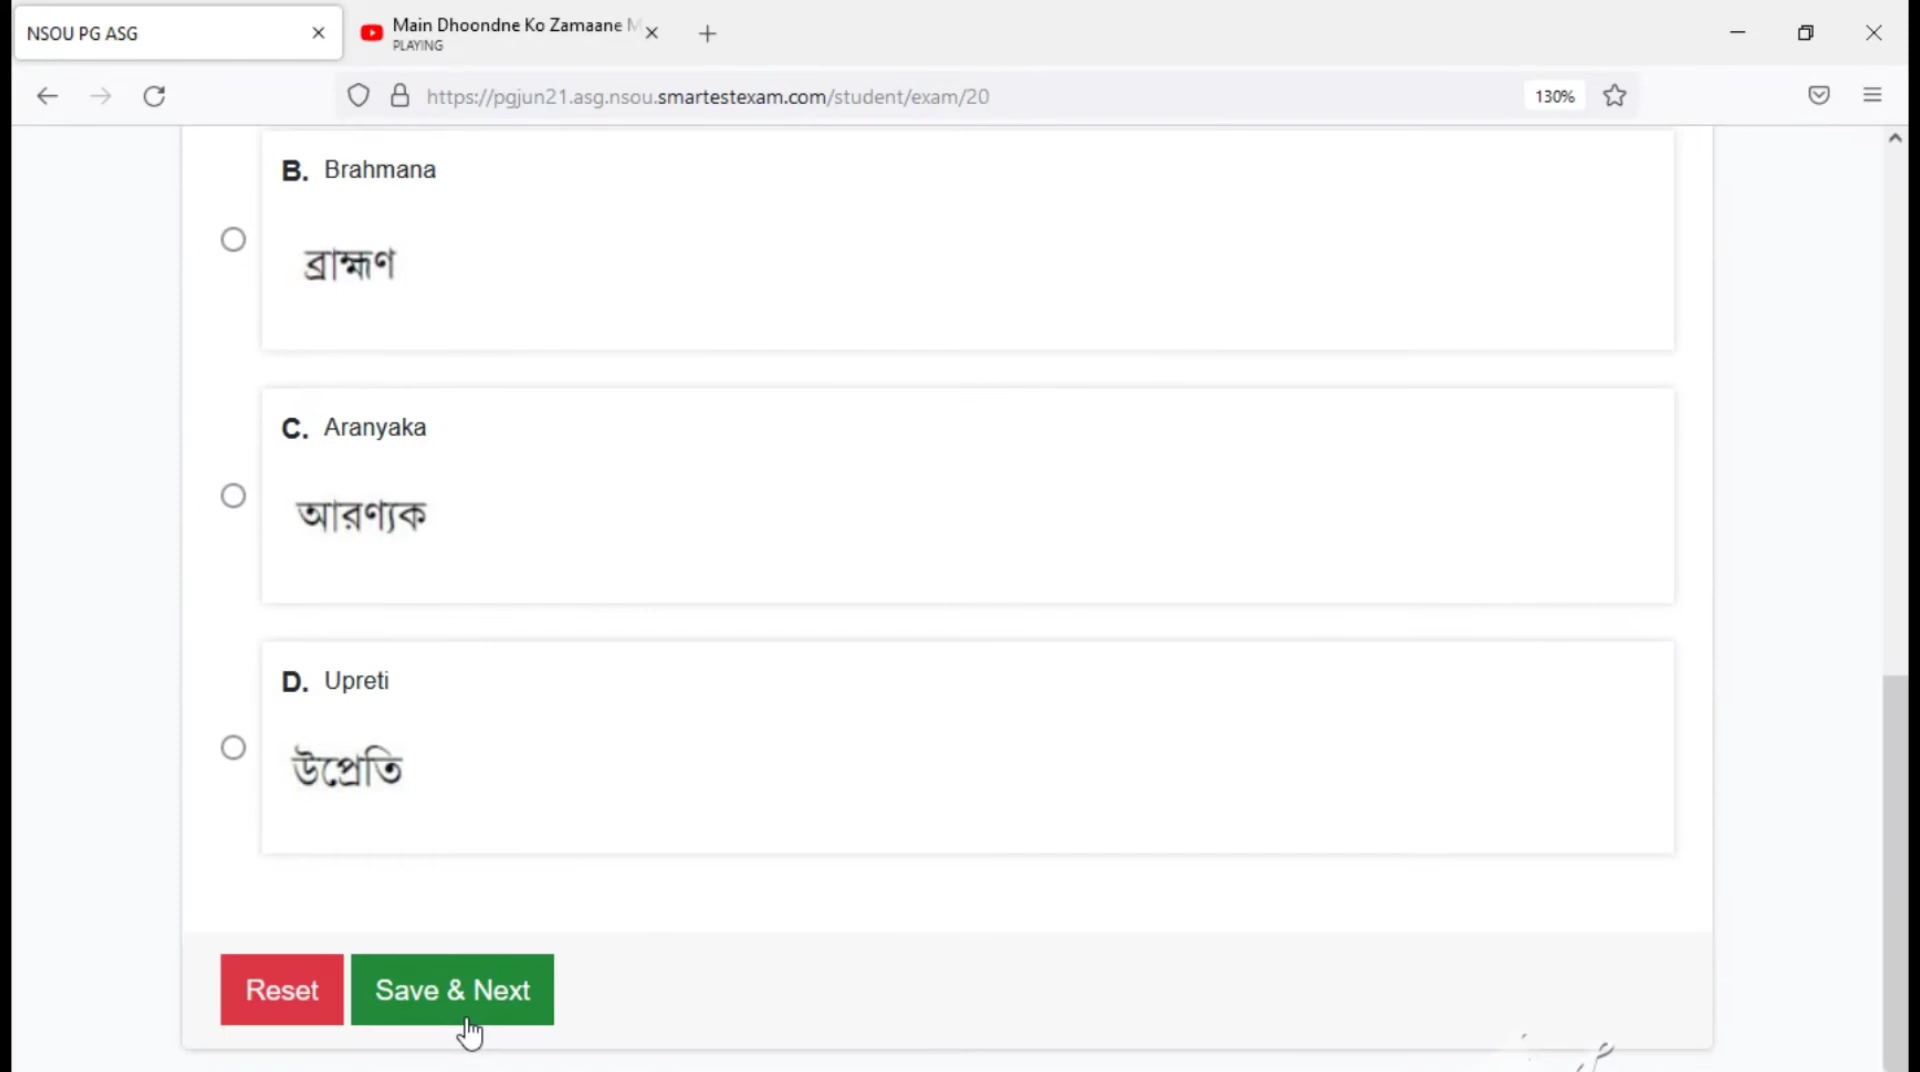 NSOU PG ASG
Main Dhoondne Ko Zamaane M
PLAYING
https://pgjun21.asg.nsou.smartestexam.com/student/exam/20
130%
B. Brahmana
ব্রাহ্মণ
C. Aranyaka
আরণ্যক
D. Upreti
উপ্রেতি
Reset
Save & Next